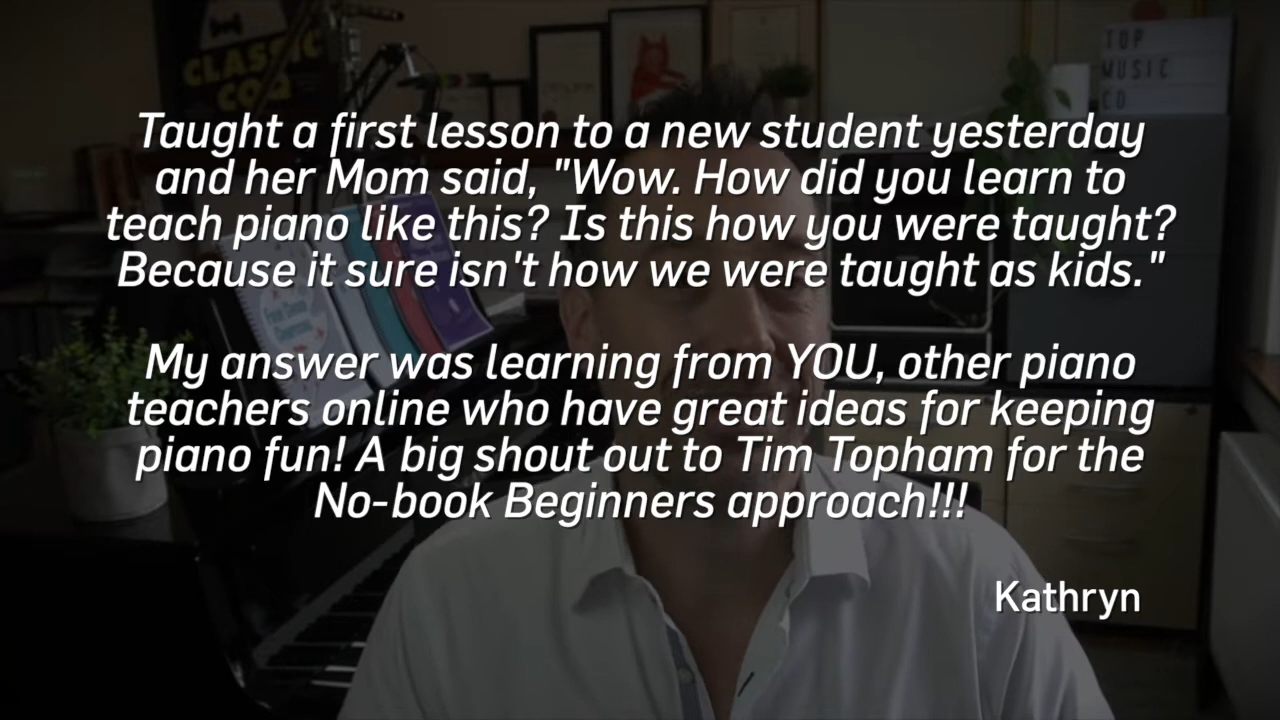 CLASSIC
TOP
MUSIC
CO
Taught a first lesson to a new student yesterday
and her Mom said, "Wow. How did you learn to
teach piano like this? Is this how you were taught?
Because it sure isn't how we were taught as kids."
My answer was learning from YOU, other piano
teachers online who have great ideas for keeping
piano fun! A big shout out to Tim Topham for the
No-book Beginners approach!!!
Kathryn